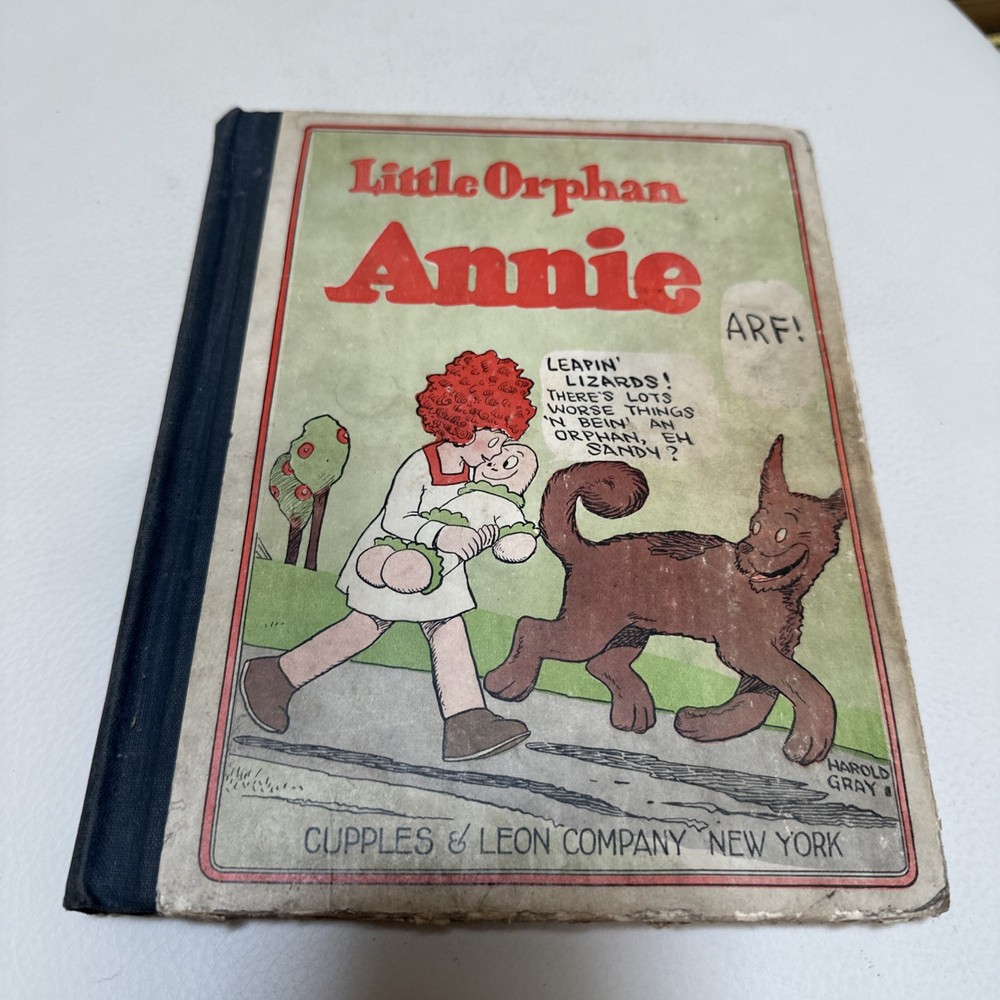 Little Orphan
Annie
ARF!
LEAPIN'
LIZARDS!
THERE'S LOTS
WORSE THINGS
'N BEIN' AN
ORPHAN, EH
SANDY?
HAROLD
GRAY
CUPPLES & LEON COMPANY NEW YORK